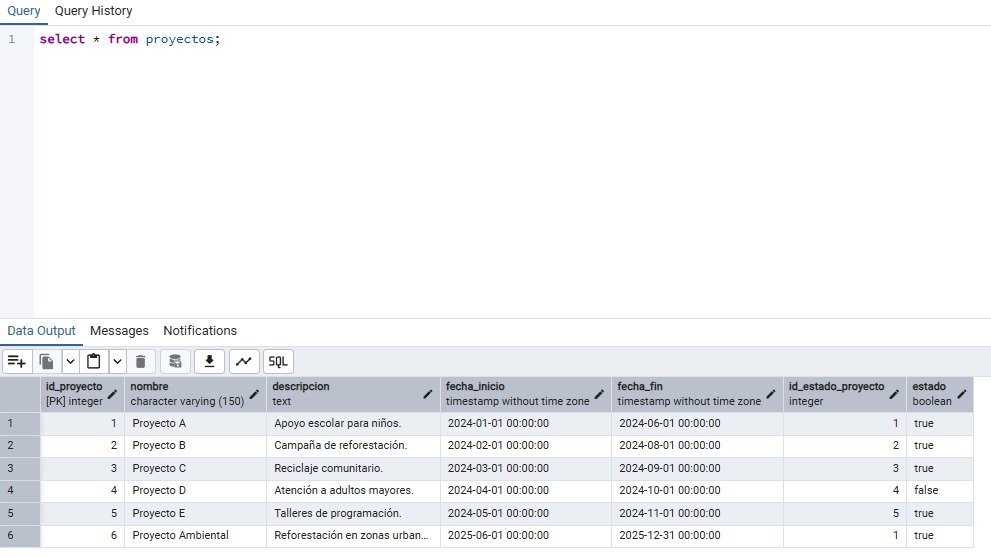 Query Query History
1 select * from proyectos;
Data Output Messages Notifications
SQL
id_proyecto nombre descripcion fecha_inicio fecha_fin id_estado_proyecto estado
[PK] integer character varying (150) text timestamp without time zone timestamp without time zone integer boolean
1 1 Proyecto A Apoyo escolar para niños. 2024-01-01 00:00:00 2024-06-01 00:00:00 1 true
2 2 Proyecto B Campaña de reforestación. 2024-02-01 00:00:00 2024-08-01 00:00:00 2 true
3 3 Proyecto C Reciclaje comunitario. 2024-03-01 00:00:00 2024-09-01 00:00:00 3 true
4 4 Proyecto D Atención a adultos mayores. 2024-04-01 00:00:00 2024-10-01 00:00:00 4 false
5 5 Proyecto E Talleres de programación. 2024-05-01 00:00:00 2024-11-01 00:00:00 5 true
6 6 Proyecto Ambiental Reforestación en zonas urban... 2025-06-01 00:00:00 2025-12-31 00:00:00 1 true